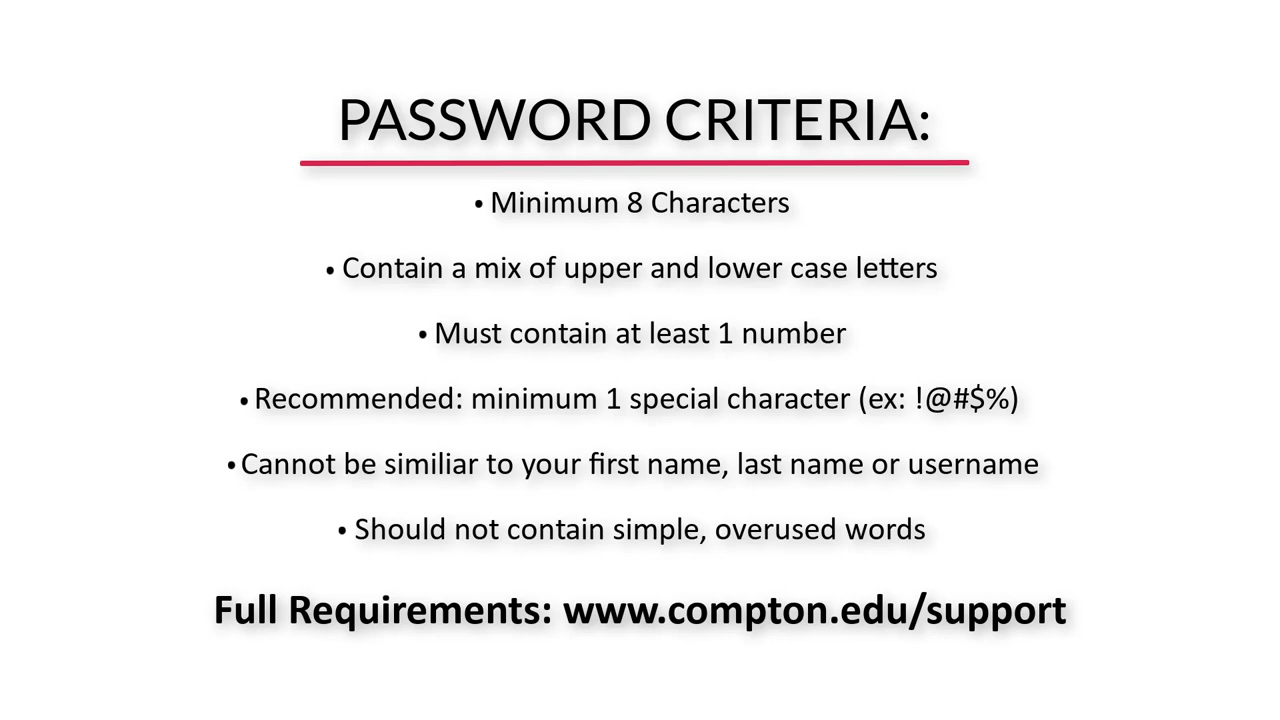 PASSWORD CRITERIA:
• Minimum 8 Characters
• Contain a mix of upper and lower case letters
• Must contain at least 1 number
• Recommended: minimum 1 special character (ex: !@#$%)
• Cannot be similiar to your first name, last name or username
• Should not contain simple, overused words
Full Requirements: www.compton.edu/support